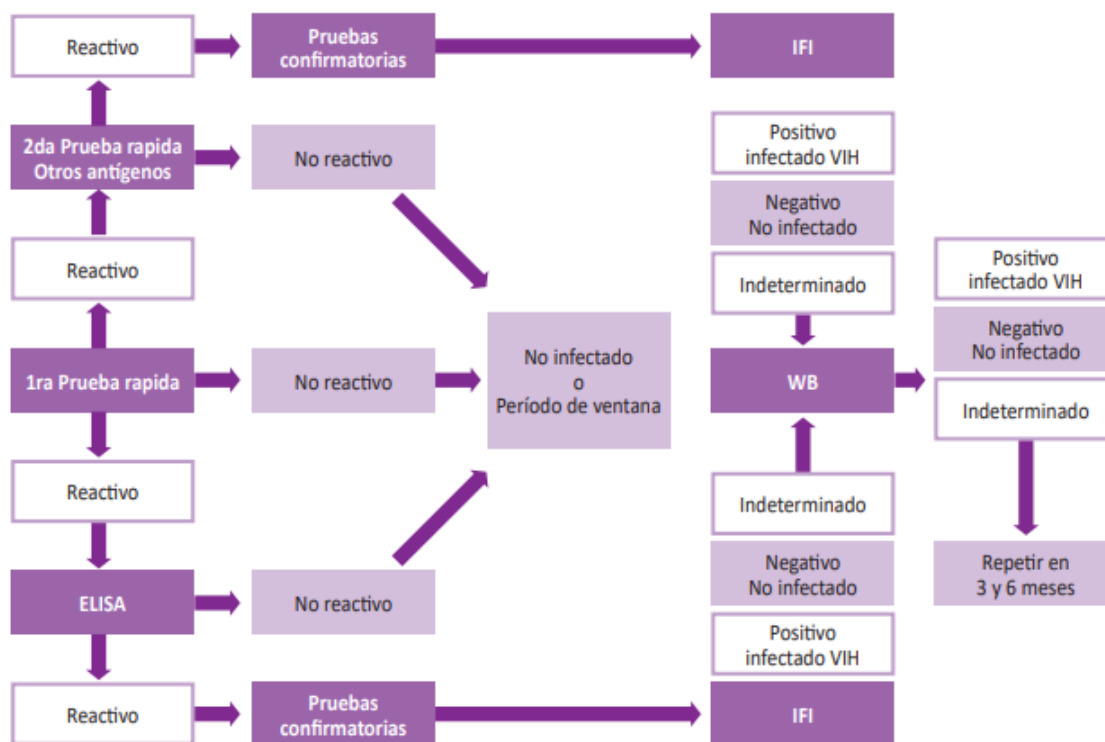 Reactivo
Pruebas
confirmatorias
IFI
2da Prueba rapida
Otros antígenos
No reactivo
Positivo
infectado VIH
Negativo
No infectado
Indeterminado
Reactivo
1ra Prueba rapida
No reactivo
No infectado
o
Período de ventana
WB
Positivo
infectado VIH
Negativo
No infectado
Indeterminado
Repetir en
3 y 6 meses
Reactivo
ELISA
No reactivo
Indeterminado
Negativo
No infectado
Positivo
infectado VIH
Reactivo
Pruebas
confirmatorias
IFI